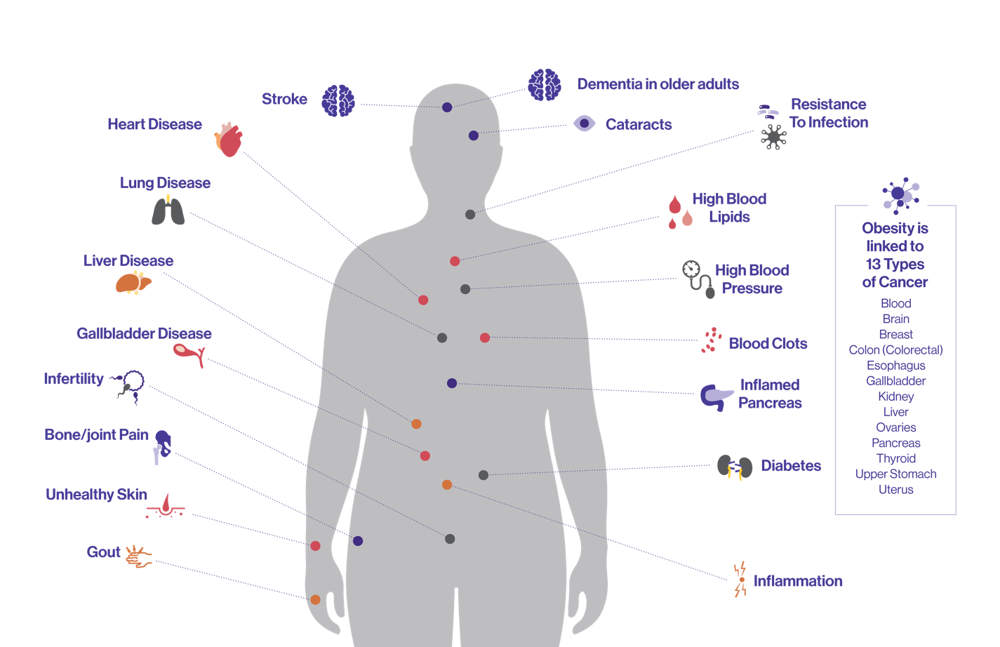 Stroke
Dementia in older adults
Heart Disease
Cataracts
Resistance
To Infection
Lung Disease
High Blood
Lipids
Liver Disease
High Blood
Pressure
Gallbladder Disease
Blood Clots
Infertility
Inflamed
Pancreas
Bone/joint Pain
Diabetes
Unhealthy Skin
Gout
Inflammation
Obesity is
linked to
13 Types
of Cancer
Blood
Brain
Breast
Colon (Colorectal)
Esophagus
Gallbladder
Kidney
Liver
Ovaries
Pancreas
Thyroid
Upper Stomach
Uterus